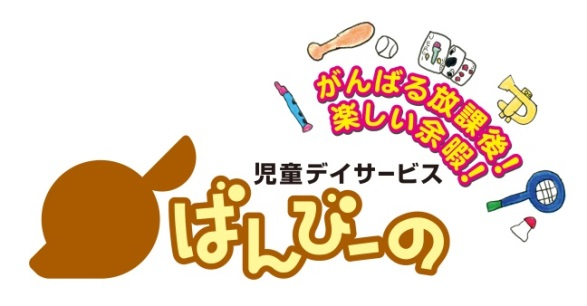 がんばる放課後！
楽しい余暇！
児童デイサービス
ばんびーの